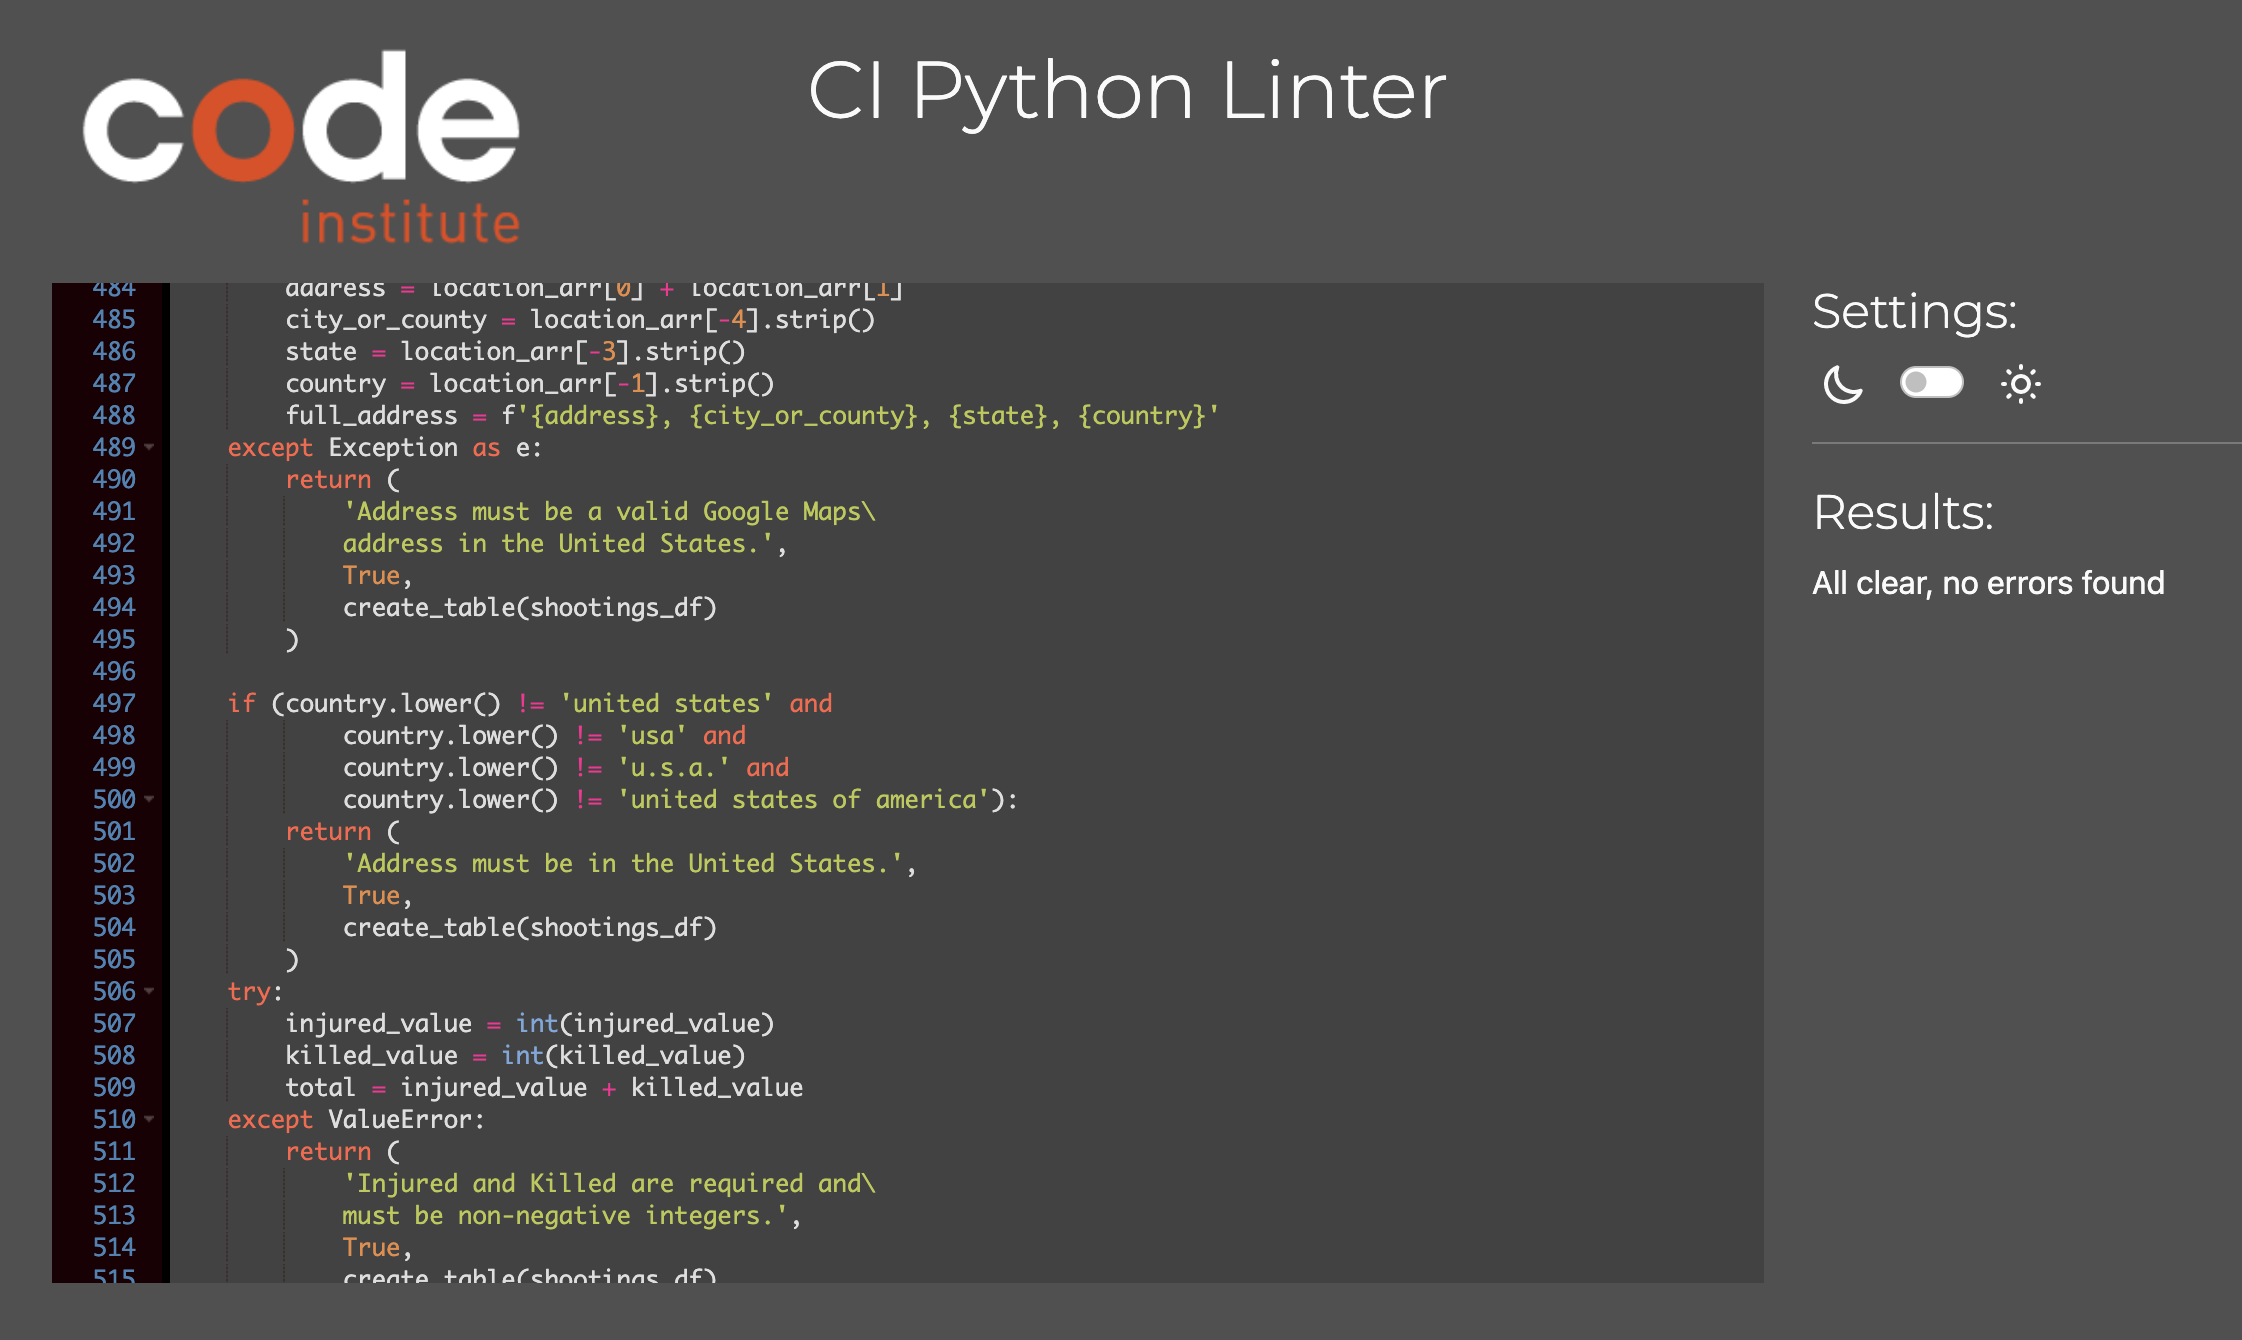 code
institute
CI Python Linter
484 address = location_arr[0] + location_arr[1]
485 city_or_county = location_arr[-4].strip()
486 state = location_arr[-3].strip()
487 country = location_arr[-1].strip()
488 full_address = f'{address}, {city_or_county}, {state}, {country}'
489 except Exception as e:
490 return (
491 'Address must be a valid Google Maps\
492 address in the United States.',
493 True,
494 create_table(shootings_df)
495 )
496
497 if (country.lower() != 'united states' and
498 country.lower() != 'usa' and
499 country.lower() != 'u.s.a.' and
500 country.lower() != 'united states of america'):
501 return (
502 'Address must be in the United States.',
503 True,
504 create_table(shootings_df)
505 )
506 try:
507 injured_value = int(injured_value)
508 killed_value = int(killed_value)
509 total = injured_value + killed_value
510 except ValueError:
511 return (
512 'Injured and Killed are required and\
513 must be non-negative integers.',
514 True,
515 create_table(shootings_df)
Settings:
Results:
All clear, no errors found